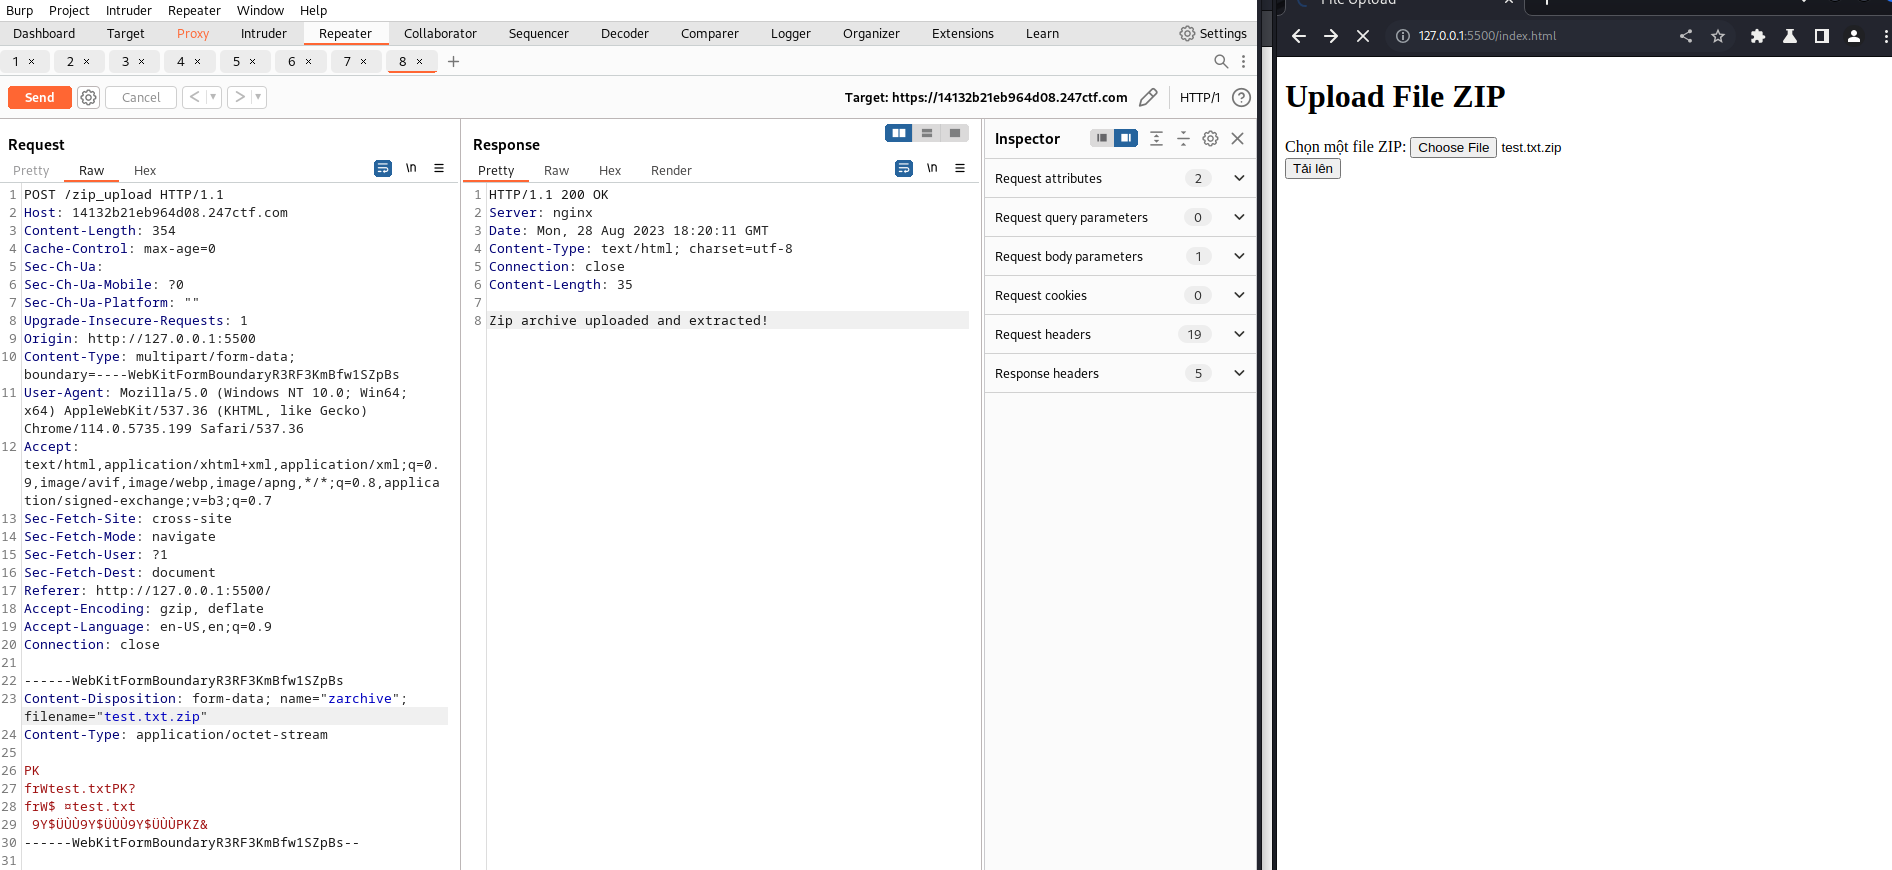 Burp Project Intruder Repeater Window Help
Dashboard Target Proxy Intruder Repeater Collaborator Sequencer Decoder Comparer Logger Organizer Extensions Learn Settings
1 × 2 × 3 × 4 × 5 × 6 × 7 × 8 × +
Send Cancel < > Target: https://14132b21eb964d08.247ctf.com HTTP/1 ?
Request
Pretty Raw Hex \n
1 POST /zip_upload HTTP/1.1
2 Host: 14132b21eb964d08.247ctf.com
3 Content-Length: 354
4 Cache-Control: max-age=0
5 Sec-Ch-Ua:
6 Sec-Ch-Ua-Mobile: ?0
7 Sec-Ch-Ua-Platform: ""
8 Upgrade-Insecure-Requests: 1
9 Origin: http://127.0.0.1:5500
10 Content-Type: multipart/form-data;
boundary=----WebKitFormBoundaryR3RF3KmBfw1SZpBs
11 User-Agent: Mozilla/5.0 (Windows NT 10.0; Win64;
x64) AppleWebKit/537.36 (KHTML, like Gecko)
Chrome/114.0.5735.199 Safari/537.36
12 Accept:
text/html,application/xhtml+xml,application/xml;q=0.
9,image/avif,image/webp,image/apng,*/*;q=0.8,applica
tion/signed-exchange;v=b3;q=0.7
13 Sec-Fetch-Site: cross-site
14 Sec-Fetch-Mode: navigate
15 Sec-Fetch-User: ?1
16 Sec-Fetch-Dest: document
17 Referer: http://127.0.0.1:5500/
18 Accept-Encoding: gzip, deflate
19 Accept-Language: en-US,en;q=0.9
20 Connection: close
21
22 ------WebKitFormBoundaryR3RF3KmBfw1SZpBs
23 Content-Disposition: form-data; name="zarchive";
filename="test.txt.zip"
24 Content-Type: application/octet-stream
25
26 PK
27 frWtest.txtPK?
28 frW$ ¤test.txt
29 9Y$ÜÙÙ9Y$ÜÙÙ9Y$ÜÙÙPKZ&
30 ------WebKitFormBoundaryR3RF3KmBfw1SZpBs--
31
Response
Pretty Raw Hex Render \n
1 HTTP/1.1 200 OK
2 Server: nginx
3 Date: Mon, 28 Aug 2023 18:20:11 GMT
4 Content-Type: text/html; charset=utf-8
5 Connection: close
6 Content-Length: 35
7
8 Zip archive uploaded and extracted!
Inspector
Request attributes 2
Request query parameters 0
Request body parameters 1
Request cookies 0
Request headers 19
Response headers 5
File Upload
127.0.0.1:5500/index.html
Upload File ZIP
Chọn một file ZIP: Choose File test.txt.zip
Tải lên